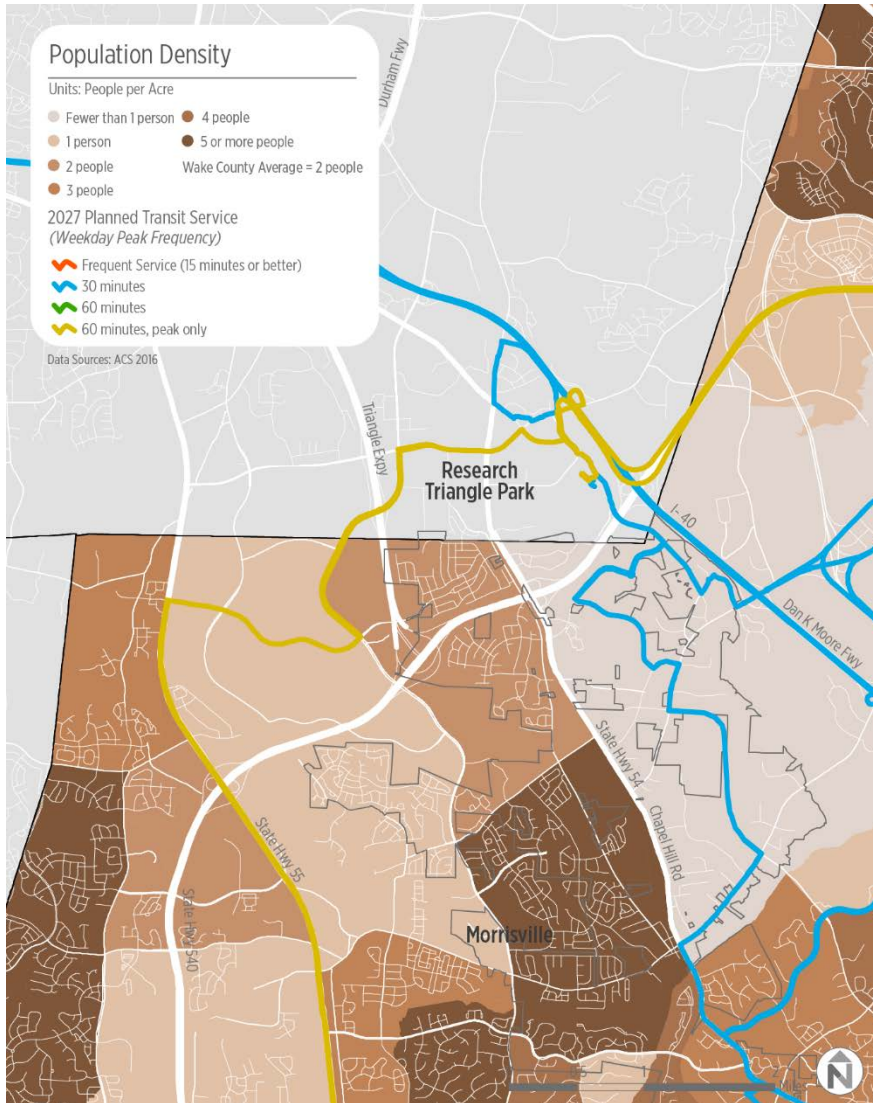 Population Density
Units: People per Acre
Fewer than 1 person
4 people
1 person
5 or more people
2 people
Wake County Average = 2 people
3 people
2027 Planned Transit Service
(Weekday Peak Frequency)
Frequent Service (15 minutes or better)
30 minutes
60 minutes
60 minutes, peak only
Data Sources: ACS 2016
Durham Fwy
Triangle Expy
Research
Triangle Park
I-40
Dan K Moore Fwy
State Hwy 54
Chapel Hill Rd
State Hwy 55
State Hwy 540
Morrisville
0.5
1
2
N